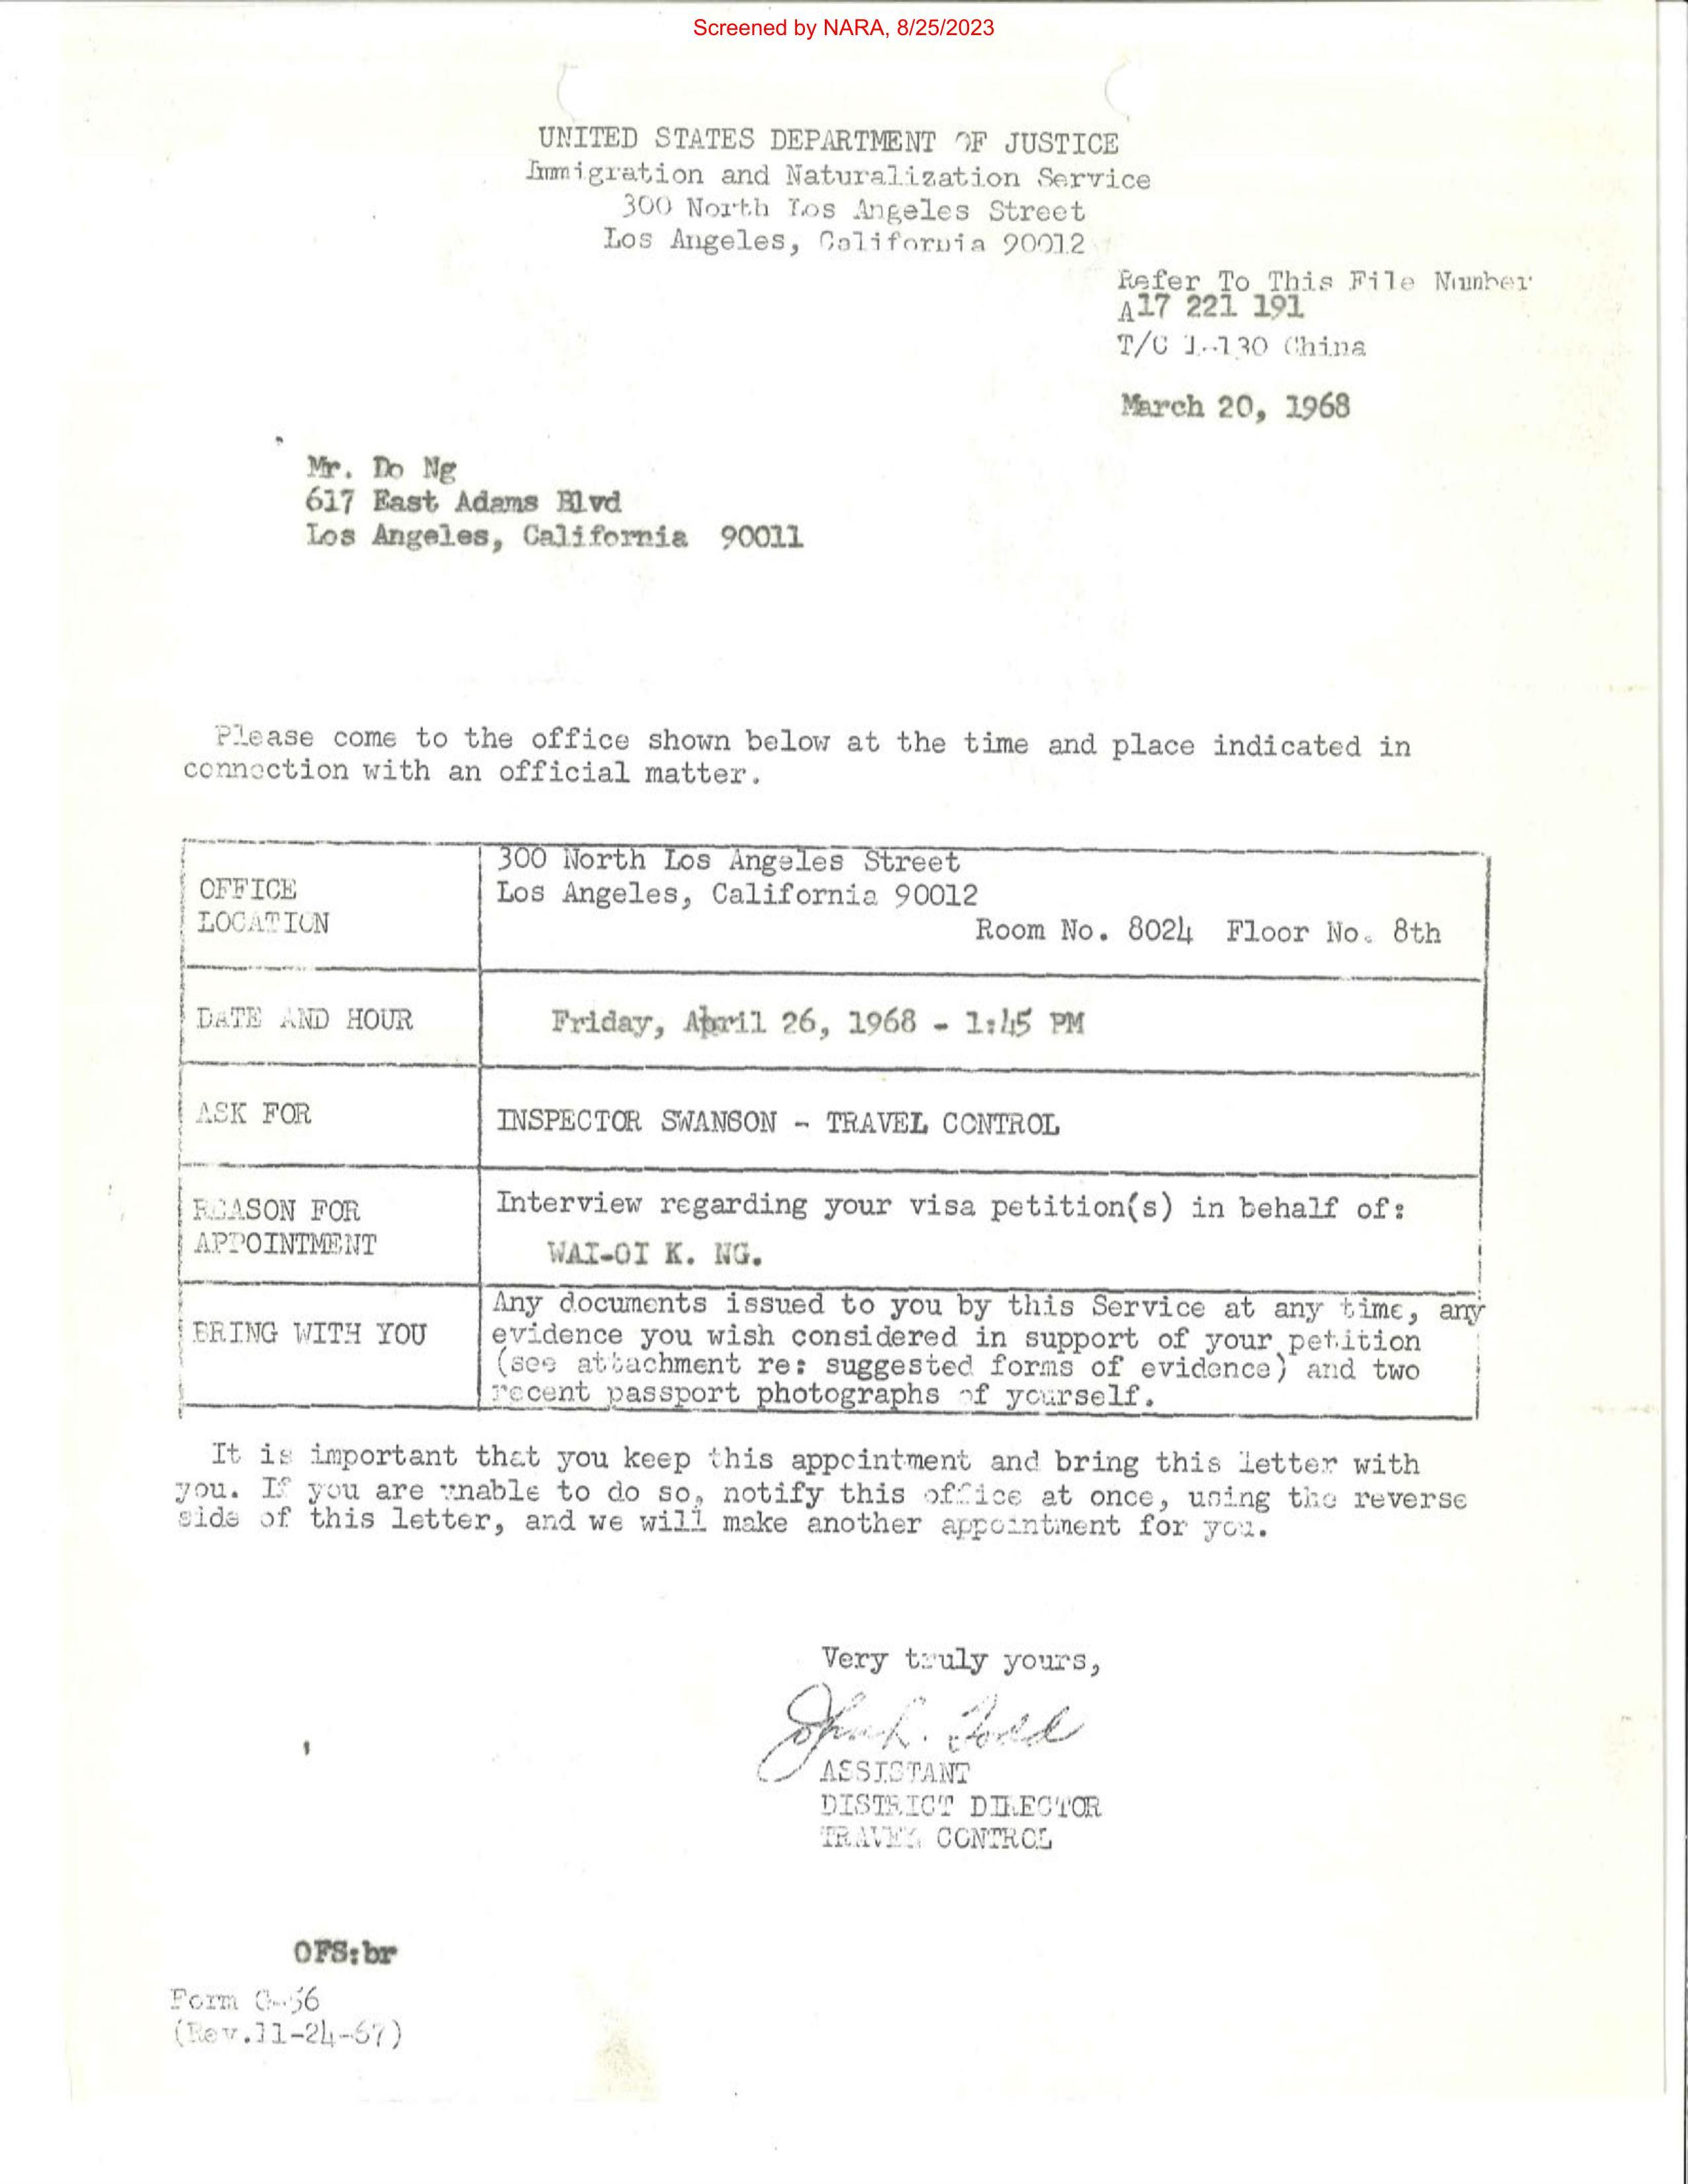 Screened by NARA, 8/25/2023
UNITED STATES DEPARTMENT OF JUSTICE
Immigration and Naturalization Service
300 North Los Angeles Street
Los Angeles, California 90012
Refer To This File Number
A17 221 191
T/C I-130 China
March 20, 1968
Mr. Do Ng
617 East Adams Blvd
Los Angeles, California 90011
Please come to the office shown below at the time and place indicated in
connection with an official matter.
OFFICE
LOCATION
300 North Los Angeles Street
Los Angeles, California 90012
Room No. 8024 Floor No. 8th
DATE AND HOUR
Friday, April 26, 1968 - 1:45 PM
ASK FOR
INSPECTOR SWANSON - TRAVEL CONTROL
REASON FOR
APPOINTMENT
Interview regarding your visa petition(s) in behalf of:
WAI-OI K. NG.
BRING WITH YOU
Any documents issued to you by this Service at any time, any
evidence you wish considered in support of your petition
(see attachment re: suggested forms of evidence) and two
recent passport photographs of yourself.
It is important that you keep this appointment and bring this letter with
you. If you are unable to do so, notify this office at once, using the reverse
side of this letter, and we will make another appointment for you.
Very truly yours,
John L. Todd
ASSISTANT
DISTRICT DIRECTOR
TRAVEL CONTROL
OFS:br
Form G-56
(Rev.11-24-67)